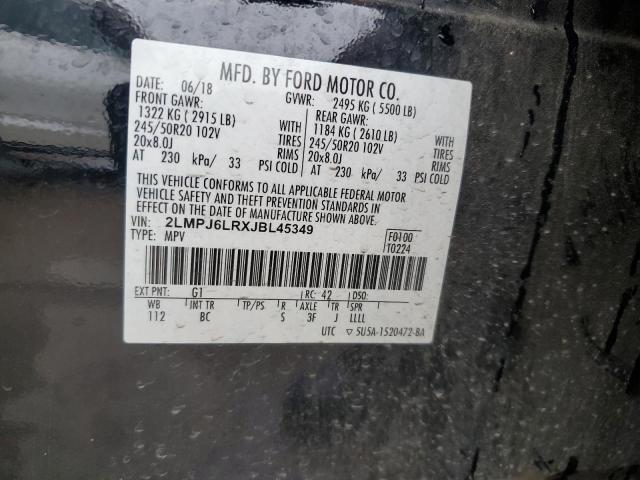 MFD. BY FORD MOTOR CO.
DATE: 06/18 GVWR: 2495 KG ( 5500 LB)
FRONT GAWR: REAR GAWR:
1322 KG ( 2915 LB) WITH 1184 KG ( 2610 LB) WITH
245/50R20 102V TIRES 245/50R20 102V TIRES
20x8.0J RIMS 20x8.0J RIMS
AT 230 kPa/ 33 PSI COLD AT 230 kPa/ 33 PSI COLD
THIS VEHICLE CONFORMS TO ALL APPLICABLE FEDERAL MOTOR
VEHICLE SAFETY AND THEFT PREVENTION STANDARDS IN
EFFECT ON THE DATE OF MANUFACTURE SHOWN ABOVE.
VIN: 2LMPJ6LRXJBL45349 F0100
TYPE: MPV T0224
EXT PNT: G1 RC: 42 DSO:
WB INT TR TP/PS R AXLE TR SPR
112 BC S 3F J LLLL
UTC ▽ 5U5A-1520472-BA